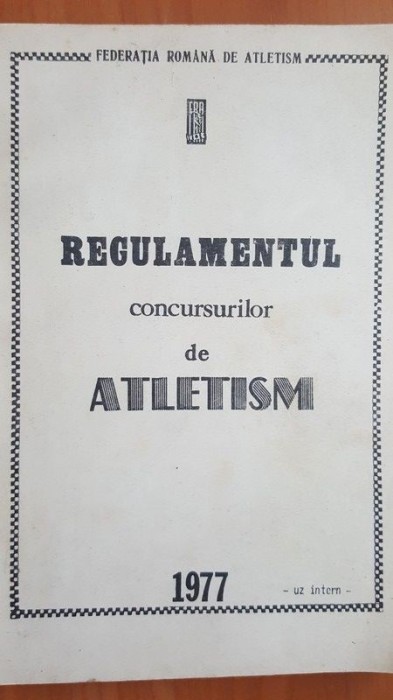 FEDERAȚIA ROMÂNĂ DE ATLETISM
REGULAMENTUL
concursurilor
de
ATLETISM
1977
- uz intern -